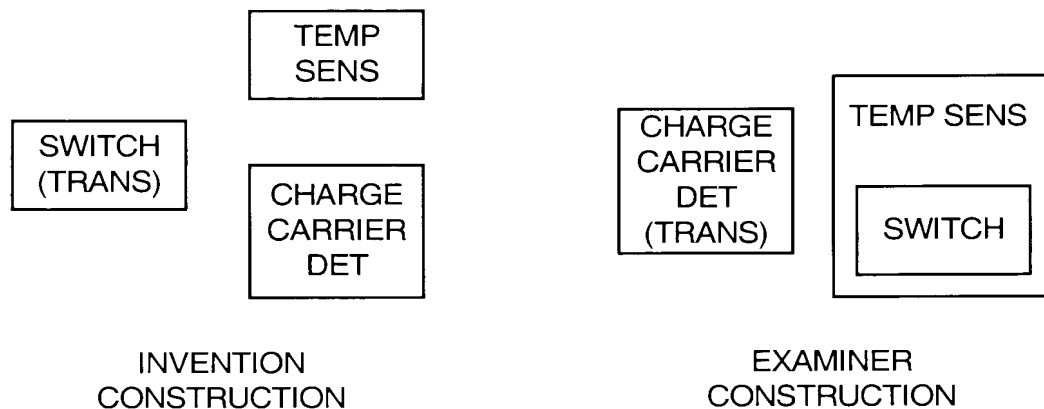 TEMP
SENS
SWITCH
(TRANS)
CHARGE
CARRIER
DET
INVENTION
CONSTRUCTION
CHARGE
CARRIER
DET
(TRANS)
TEMP SENS
SWITCH
EXAMINER
CONSTRUCTION